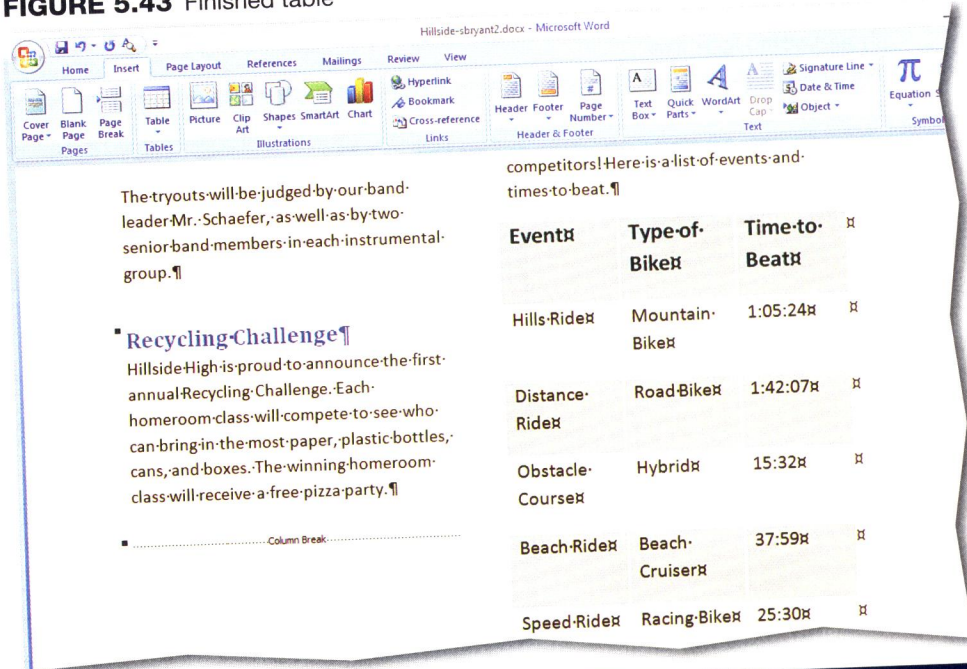 FIGURE 5.43 Finished table
Hillside-sbryant2.docx - Microsoft Word
Home Insert Page Layout References Mailings Review View
Cover Page
Blank Page
Page Break
Pages
Table
Tables
Picture
Clip Art
Shapes
SmartArt
Chart
Illustrations
Hyperlink
Bookmark
Cross-reference
Links
Header
Footer
Page Number
Header & Footer
A
Text Box
Quick Parts
A
WordArt
A
Drop Cap
Signature Line
Date & Time
Object
Text
π
Equation
The·tryouts·will·be·judged·by·our·band·
leader·Mr.·Schaefer,·as·well·as·by·two·
senior·band·members·in·each·instrumental·
group.¶
Recycling·Challenge¶
Hillside·High·is·proud·to·announce·the·first·
annual·Recycling·Challenge.·Each·
homeroom·class·will·compete·to·see·who·
can·bring·in·the·most·paper,·plastic·bottles,·
cans,·and·boxes.·The·winning·homeroom·
class·will·receive·a·free·pizza·party.¶
Column Break
competitors!·Here·is·a·list·of·events·and·
times·to·beat.¶
Event¤ Type·of· Time·to· ¤
Bike¤ Beat¤
Hills·Ride¤ Mountain· 1:05:24¤ ¤
Bike¤
Distance· Road·Bike¤ 1:42:07¤ ¤
Ride¤
Obstacle· Hybrid¤ 15:32¤ ¤
Course¤
Beach·Ride¤ Beach· 37:59¤ ¤
Cruiser¤
Speed·Ride¤ Racing·Bike¤ 25:30¤ ¤